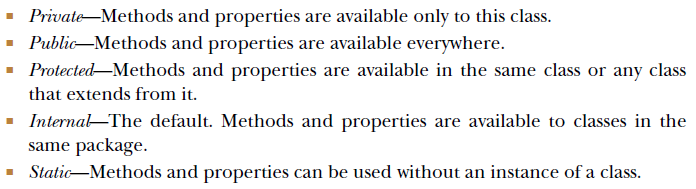 ■ Private—Methods and properties are available only to this class.
■ Public—Methods and properties are available everywhere.
■ Protected—Methods and properties are available in the same class or any class
that extends from it.
■ Internal—The default. Methods and properties are available to classes in the
same package.
■ Static—Methods and properties can be used without an instance of a class.